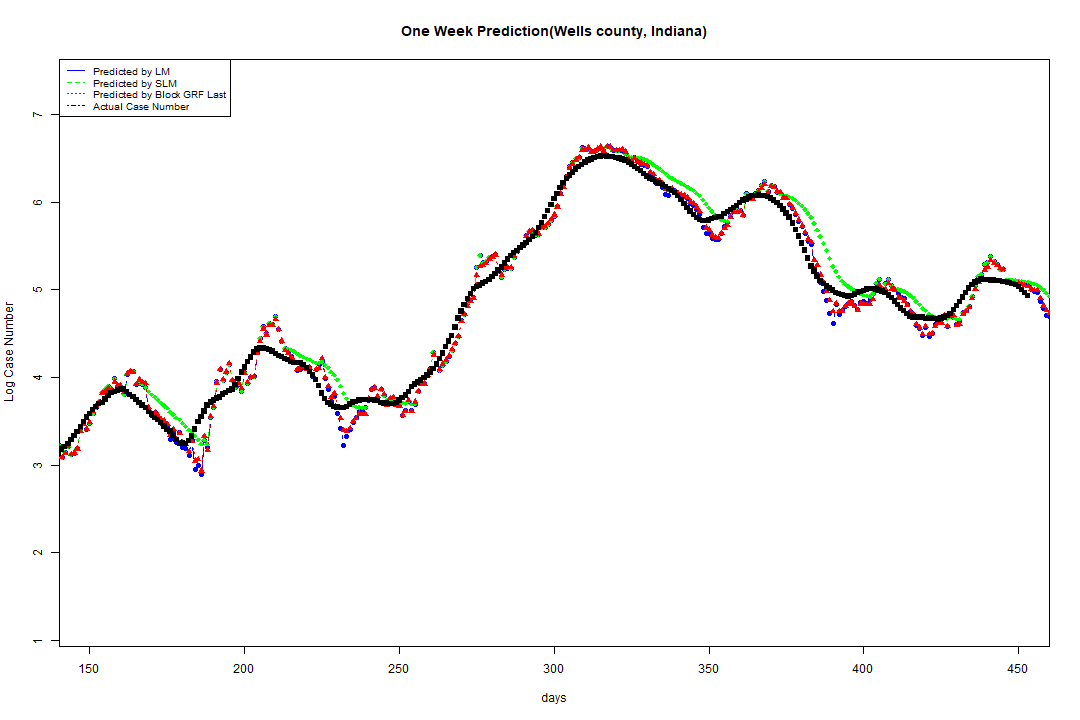 One Week Prediction(Wells county, Indiana)
Predicted by LM
Predicted by SLM
Predicted by Block GRF Last
Actual Case Number
Log Case Number
7
6
5
4
3
2
1
150 200 250 300 350 400 450
days